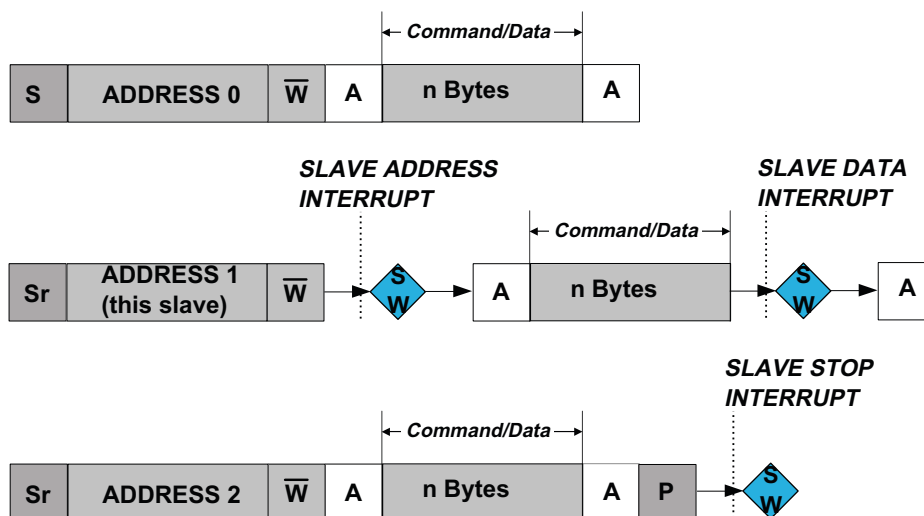 Command/Data
S ADDRESS 0 W̅ A n Bytes A
SLAVE ADDRESS
INTERRUPT
SLAVE DATA
INTERRUPT
Command/Data
Sr ADDRESS 1
(this slave)
W̅
S
W
A n Bytes
S
W
A
SLAVE STOP
INTERRUPT
Command/Data
Sr ADDRESS 2 W̅ A n Bytes A P
S
W